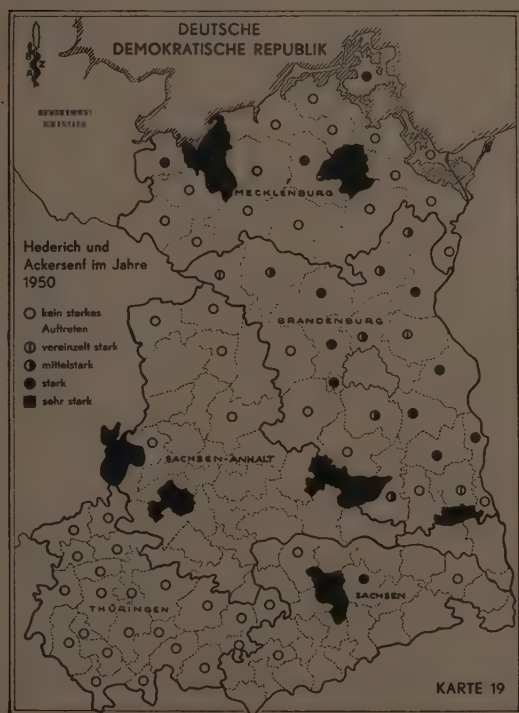 DEUTSCHE
DEMOKRATISCHE REPUBLIK
MECKLENBURG
Hederich und
Ackersenf im Jahre
1950
kein starkes
Auftreten
vereinzelt stark
mittelstark
stark
sehr stark
BRANDENBURG
SACHSEN-ANHALT
THÜRINGEN
SACHSEN
KARTE 19